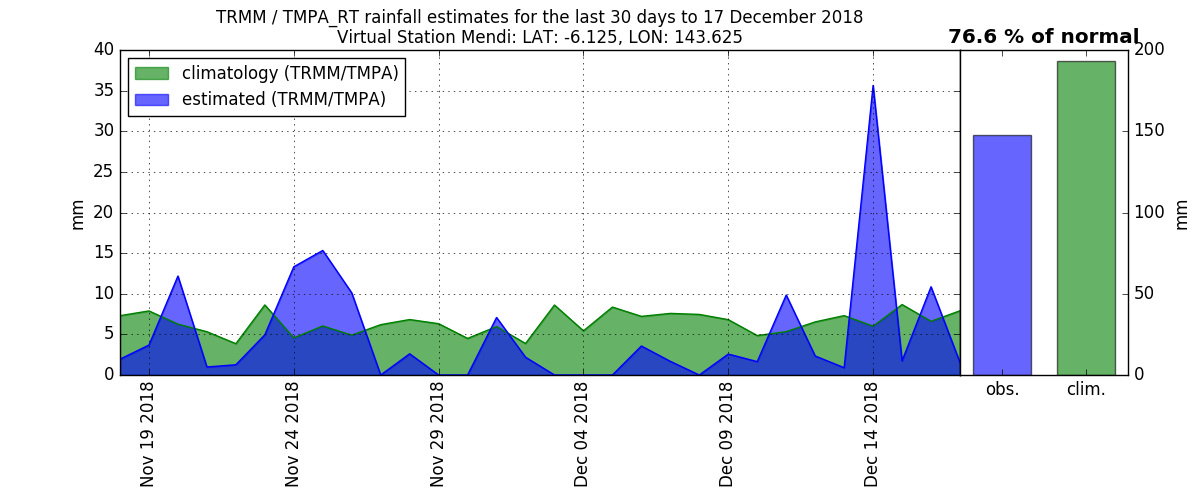 TRMM / TMPA_RT rainfall estimates for the last 30 days to 17 December 2018
Virtual Station Mendi: LAT: -6.125, LON: 143.625
76.6 % of normal
climatology (TRMM/TMPA)
estimated (TRMM/TMPA)
40
35
30
25
20
15
10
5
0
mm
Nov 19 2018
Nov 24 2018
Nov 29 2018
Dec 04 2018
Dec 09 2018
Dec 14 2018
obs.
clim.
200
150
100
50
0
mm